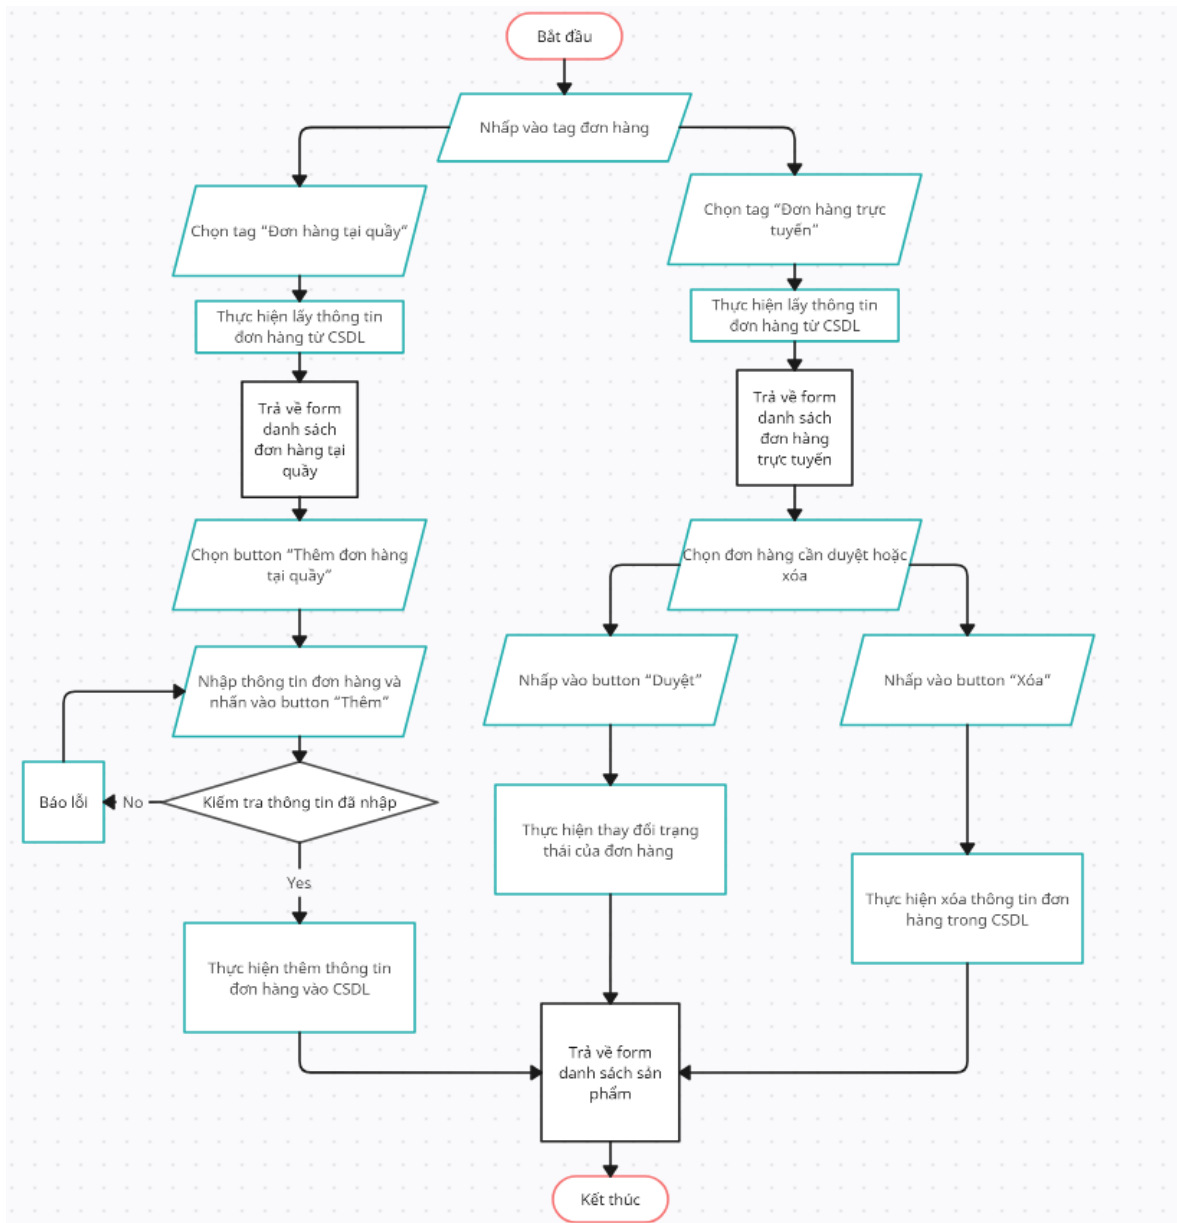 Bắt đầu
Nhấp vào tag đơn hàng
Chọn tag “Đơn hàng tại quầy”
Chọn tag “Đơn hàng trực
tuyến”
Thực hiện lấy thông tin
đơn hàng từ CSDL
Thực hiện lấy thông tin
đơn hàng từ CSDL
Trả về form
danh sách
đơn hàng tại
quầy
Trả về form
danh sách
đơn hàng
trực tuyến
Chọn button “Thêm đơn hàng
tại quầy”
Chọn đơn hàng cần duyệt hoặc
xóa
Nhập thông tin đơn hàng và
nhấn vào button “Thêm”
Nhấp vào button “Duyệt”
Nhấp vào button “Xóa”
Báo lỗi
No
Kiểm tra thông tin đã nhập
Thực hiện thay đổi trạng
thái của đơn hàng
Yes
Thực hiện xóa thông tin đơn
hàng trong CSDL
Thực hiện thêm thông tin
đơn hàng vào CSDL
Trả về form
danh sách sản
phẩm
Kết thúc